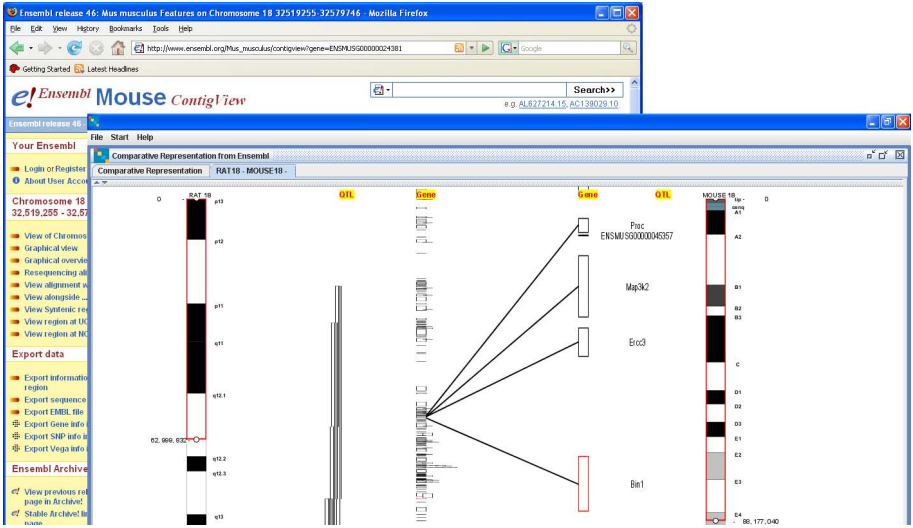 Ensembl release 46: Mus musculus Features on Chromosome 18 32519255-32579746 - Mozilla Firefox
File Edit View History Bookmarks Tools Help
http://www.ensembl.org/Mus_musculus/contigview?gene=ENSMUSG00000024381
G Google
Getting Started Latest Headlines
e! Ensembl Mouse ContigView
Search>>
e.g. AL627214.15, AC139029.10
Ensembl release 46
File Start Help
Your Ensembl
Comparative Representation from Ensembl
Login or Register
Comparative Representation RAT18 - MOUSE18 -
About User Accou
Chromosome 18
32,519,255 - 32,57
View of Chromos
Graphical view
Graphical overvie
Resequencing ali
View alignment w
View alongside ...
View Syntenic re
View region at UC
View region at NC
Export data
Export informatio
region
Export sequence
Export EMBL file
Export Gene info i
Export SNP info i
Export Vega info i
Ensembl Archive
View previous rel
page in Archive!
Stable Archive! li
page
0
RAT 18
p13
p12
p11
q11
q12.1
62,999,832
q12.2
q12.3
q13
QTL
Gene
Gene
QTL
Proc
ENSMUSG00000045357
Map3k2
Ercc3
Bin1
MOUSE 18
tip -
0
A1
A2
B1
B2
B3
C
D1
D2
D3
E1
E2
E3
E4
- 88,177,040